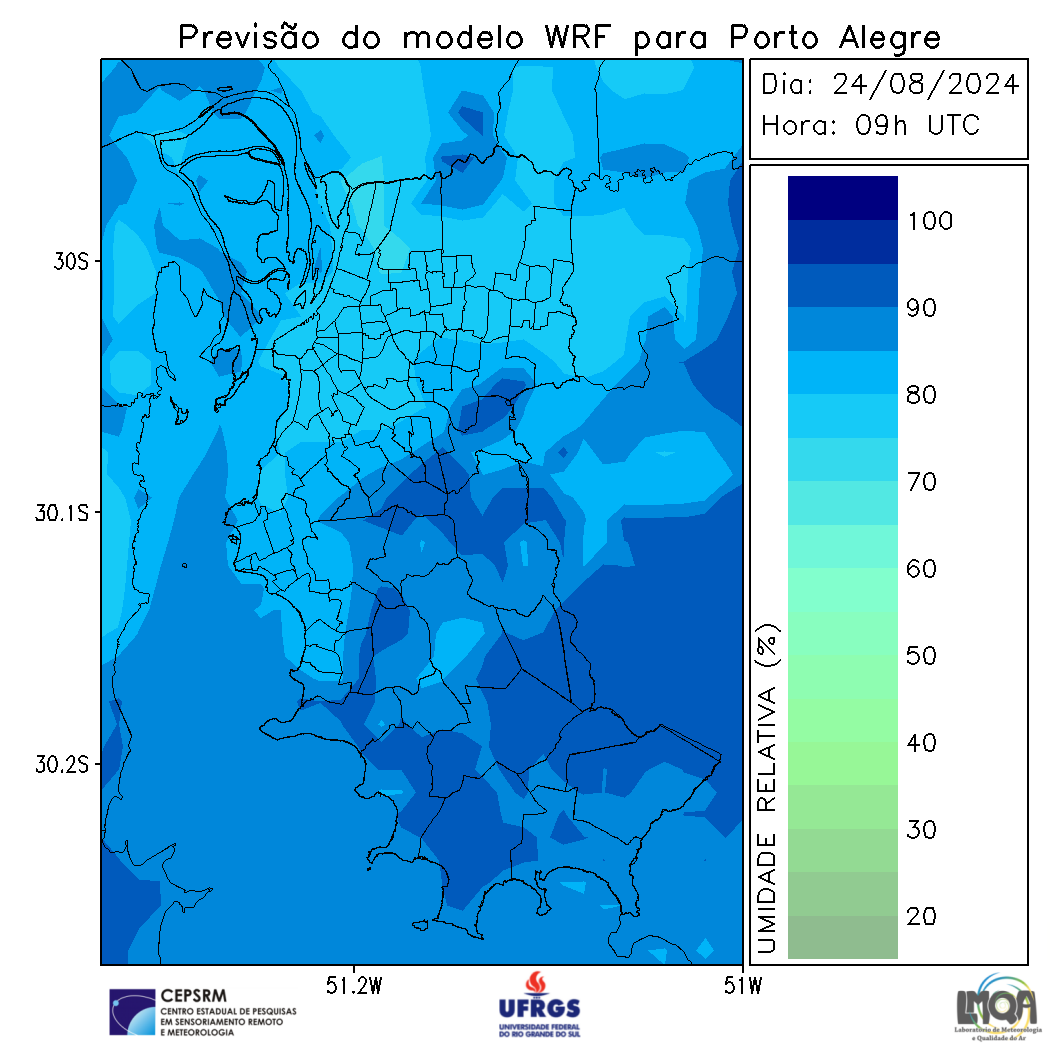 Previsão do modelo WRF para Porto Alegre
Dia: 24/08/2024
Hora: 09h UTC
30S
30.1S
30.2S
51.2W
51W
100
90
80
70
60
50
40
30
20
UMIDADE RELATIVA (%)
CEPSRM
CENTRO ESTADUAL DE PESQUISAS
EM SENSORIAMENTO REMOTO
E METEOROLOGIA
UFRGS
UNIVERSIDADE FEDERAL
DO RIO GRANDE DO SUL
LMQA
Laboratório de Meteorologia
e Qualidade do Ar